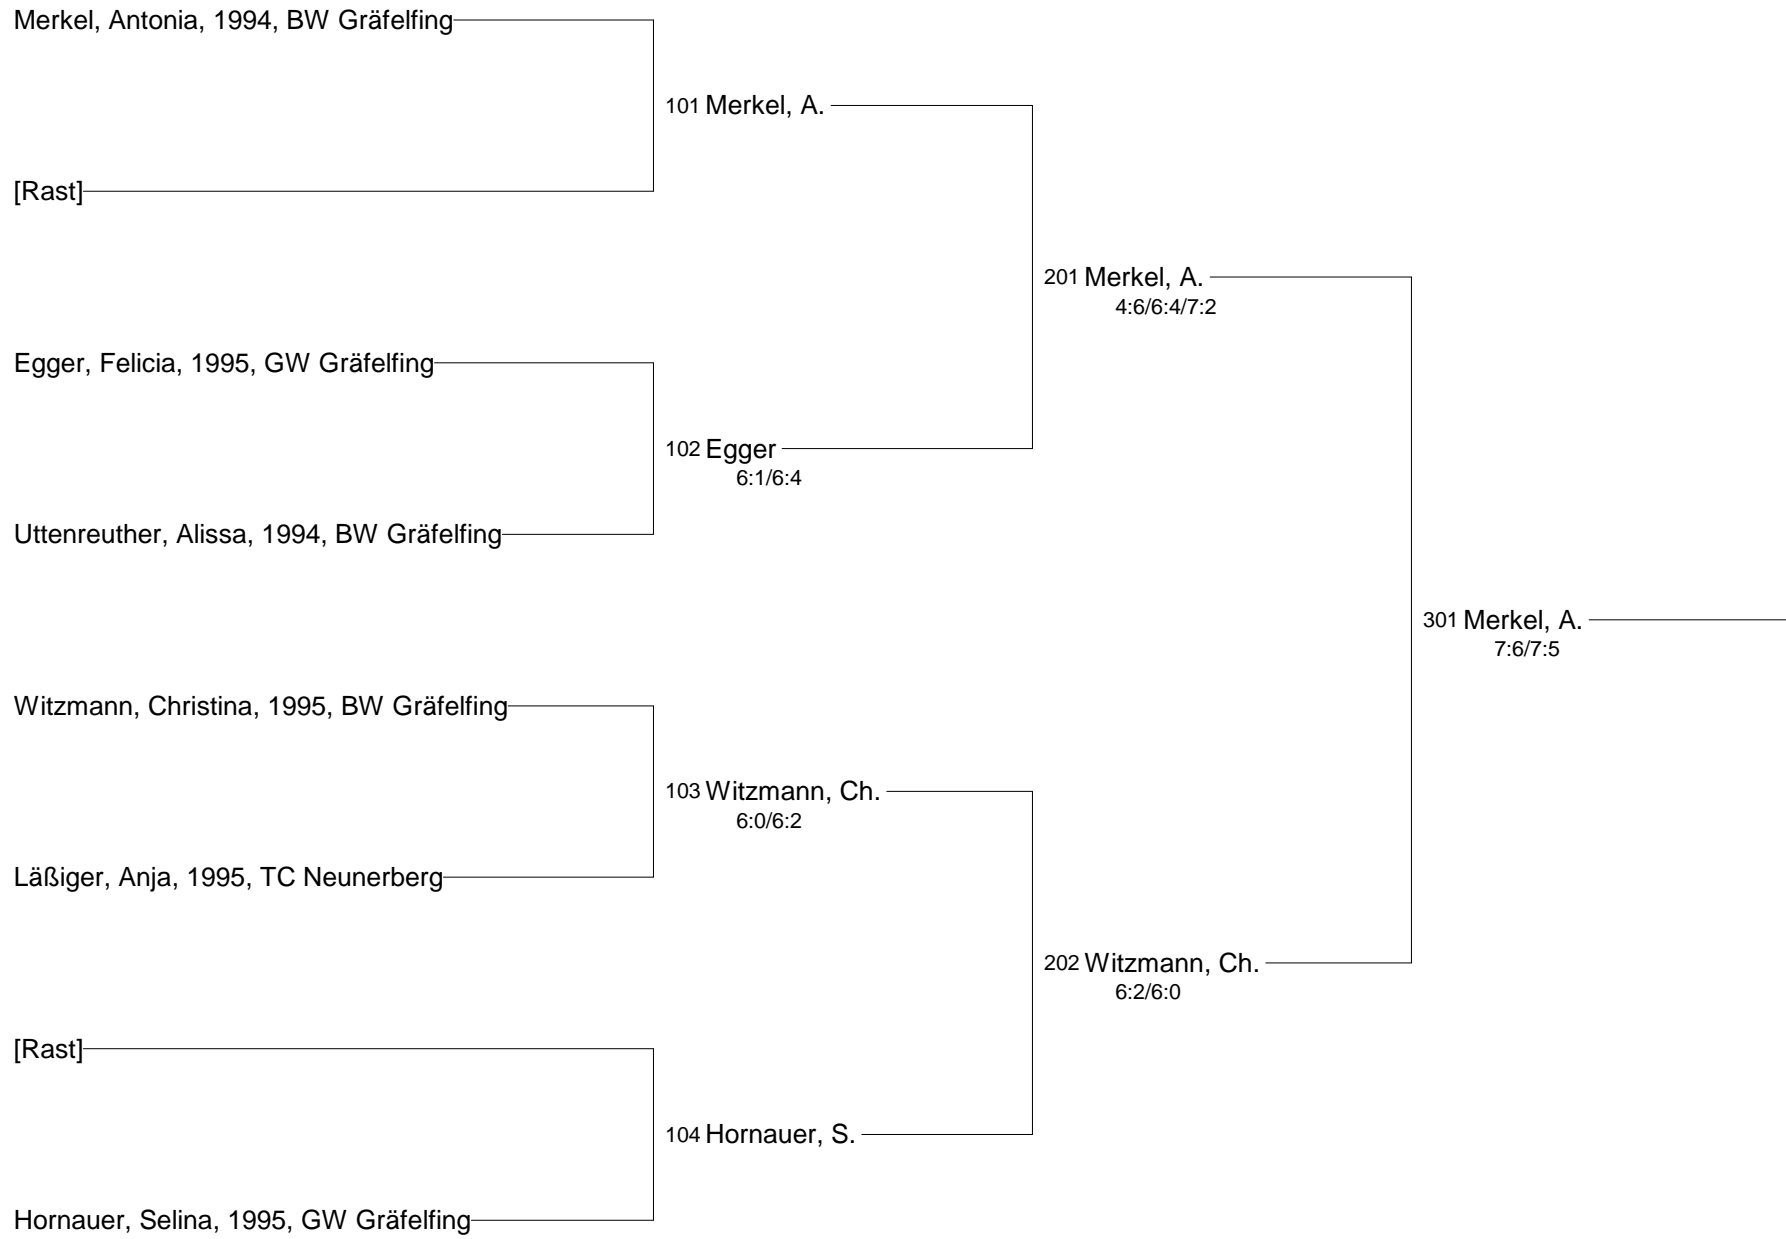 Merkel, Antonia, 1994, BW Gräfelfing
101 Merkel, A.
[Rast]
201 Merkel, A.
4:6/6:4/7:2
Egger, Felicia, 1995, GW Gräfelfing
102 Egger
6:1/6:4
Uttenreuther, Alissa, 1994, BW Gräfelfing
301 Merkel, A.
7:6/7:5
Witzmann, Christina, 1995, BW Gräfelfing
103 Witzmann, Ch.
6:0/6:2
Läßiger, Anja, 1995, TC Neunerberg
202 Witzmann, Ch.
6:2/6:0
[Rast]
104 Hornauer, S.
Hornauer, Selina, 1995, GW Gräfelfing